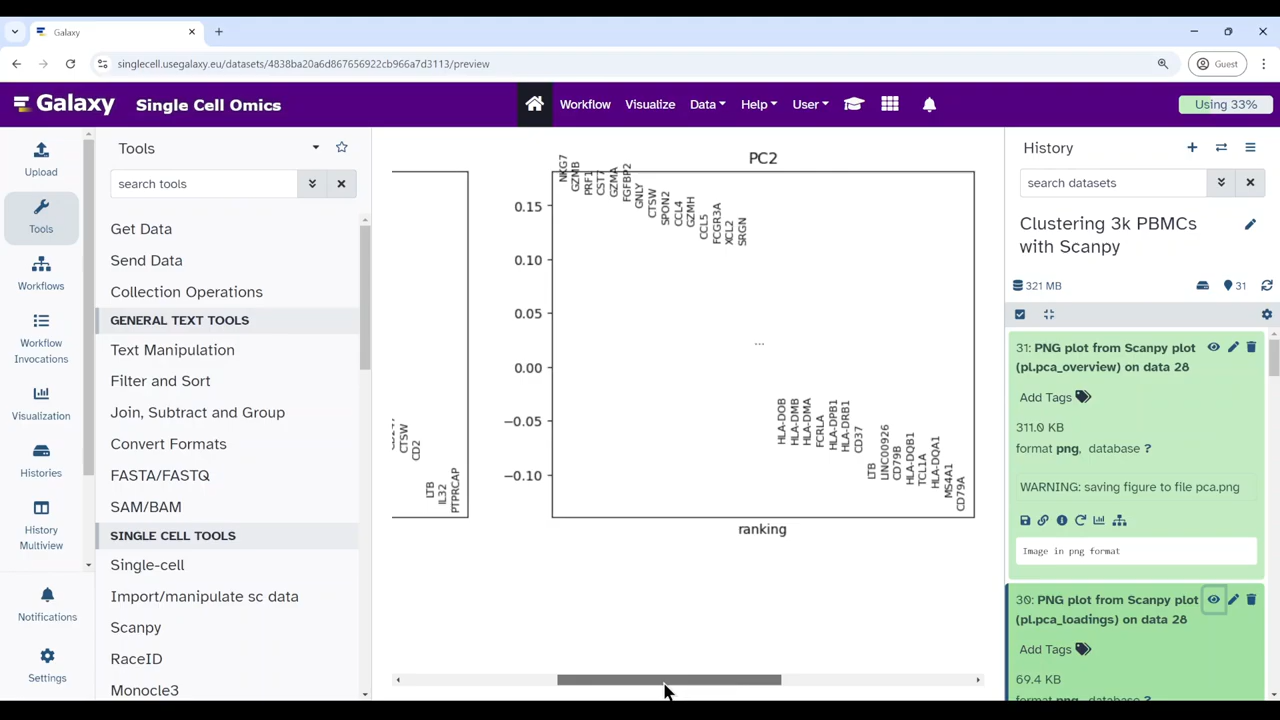 Galaxy
singlecell.usegalaxy.eu/datasets/4838ba20a6d867656922cb966a7d3113/preview
Guest
Galaxy Single Cell Omics
Workflow Visualize Data Help User
Using 33%
Upload
Tools
Workflows
Workflow
Invocations
Visualization
Histories
History
Multiview
Notifications
Settings
Tools
search tools
Get Data
Send Data
Collection Operations
GENERAL TEXT TOOLS
Text Manipulation
Filter and Sort
Join, Subtract and Group
Convert Formats
FASTA/FASTQ
SAM/BAM
SINGLE CELL TOOLS
Single-cell
Import/manipulate sc data
Scanpy
RaceID
Monocle3
CTSW
CD2
LTB
IL32
PTPRCAP
PC2
0.15
0.10
0.05
0.00
−0.05
−0.10
NKG7
GZMB
PRF1
CST7
GZMA
FGFBP2
GNLY
CTSW
SPON2
CCL4
GZMH
CCL5
FCGR3A
XCL2
SRGN
...
HLA-DOB
HLA-DMB
HLA-DMA
FCRLA
HLA-DPB1
HLA-DRB1
CD37
LTB
LINC00926
CD79B
HLA-DQB1
TCL1A
HLA-DQA1
MS4A1
CD79A
ranking
History
search datasets
Clustering 3k PBMCs
with Scanpy
321 MB
31
31: PNG plot from Scanpy plot
(pl.pca_overview) on data 28
Add Tags
311.0 KB
format png, database ?
WARNING: saving figure to file pca.png
Image in png format
30: PNG plot from Scanpy plot
(pl.pca_loadings) on data 28
Add Tags
69.4 KB
format png, database ?